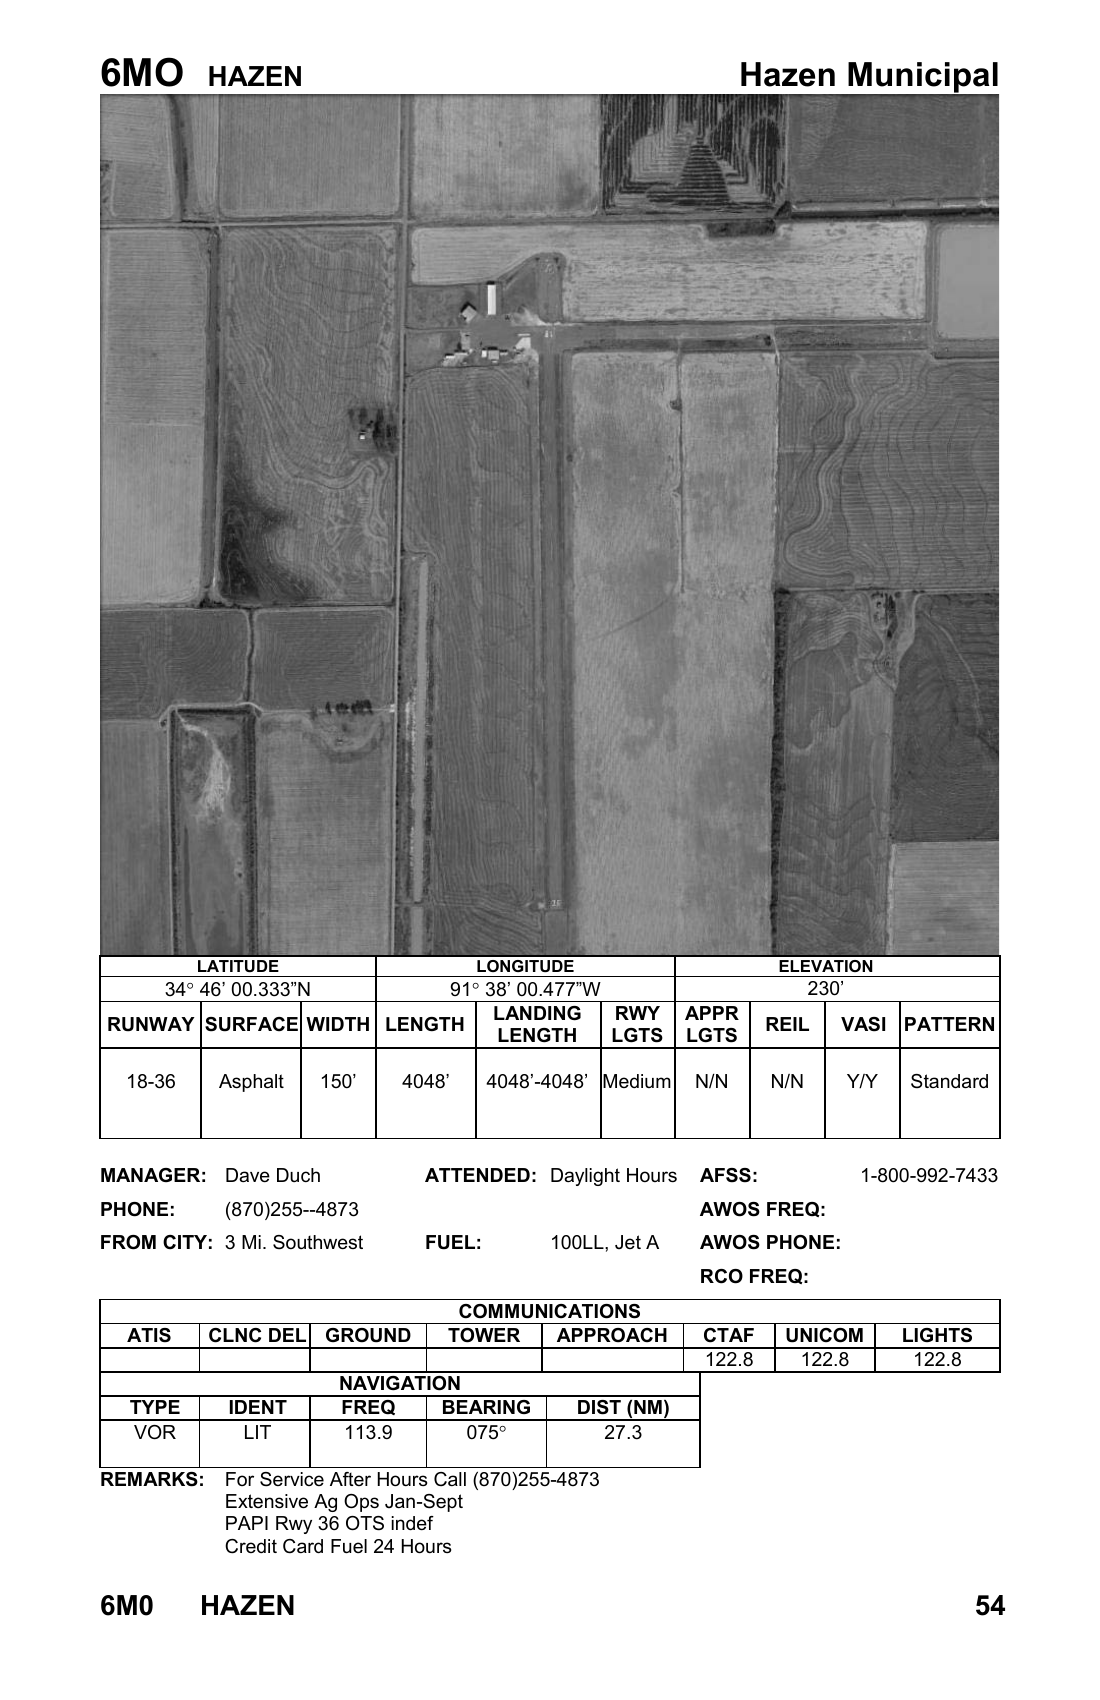 6MO HAZEN Hazen Municipal
18
36
LATITUDE LONGITUDE ELEVATION
34° 46’ 00.333”N 91° 38’ 00.477”W 230’
RUNWAY SURFACE WIDTH LENGTH LANDING LENGTH RWY LGTS APPR LGTS REIL VASI PATTERN
18-36 Asphalt 150’ 4048’ 4048’-4048’ Medium N/N N/N Y/Y Standard
MANAGER: Dave Duch ATTENDED: Daylight Hours AFSS: 1-800-992-7433
PHONE: (870)255--4873 AWOS FREQ:
FROM CITY: 3 Mi. Southwest FUEL: 100LL, Jet A AWOS PHONE:
RCO FREQ:
COMMUNICATIONS
ATIS CLNC DEL GROUND TOWER APPROACH CTAF UNICOM LIGHTS
122.8 122.8 122.8
NAVIGATION
TYPE IDENT FREQ BEARING DIST (NM)
VOR LIT 113.9 075° 27.3
REMARKS: For Service After Hours Call (870)255-4873
Extensive Ag Ops Jan-Sept
PAPI Rwy 36 OTS indef
Credit Card Fuel 24 Hours
6M0 HAZEN 54